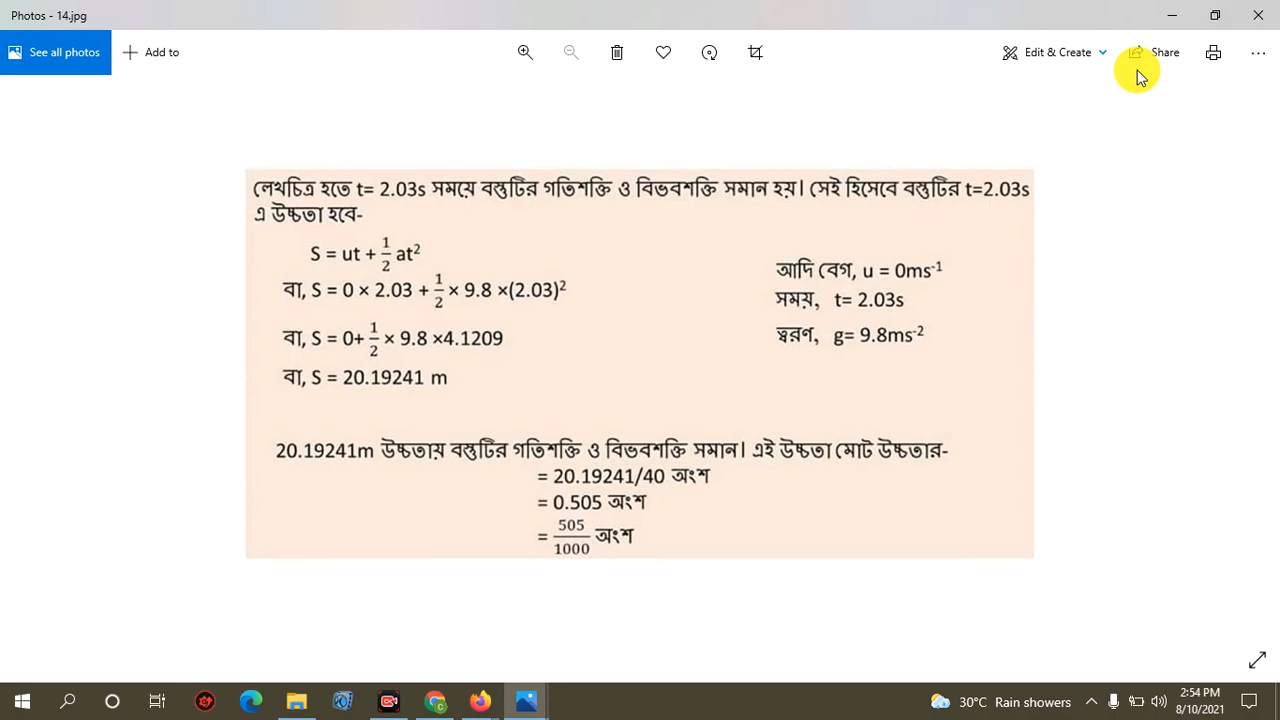 Photos - 14.jpg
See all photos
Add to
Edit & Create
Share
লেখচিত্র হতে t= 2.03s সময়ে বস্তুটির গতিশক্তি ও বিভবশক্তি সমান হয়। সেই হিসেবে বস্তুটির t=2.03s
এ উচ্চতা হবে-
S = ut + 1/2 at²
বা, S = 0 × 2.03 + 1/2 × 9.8 ×(2.03)²
বা, S = 0+ 1/2 × 9.8 ×4.1209
বা, S = 20.19241 m
আদি বেগ, u = 0ms⁻¹
সময়, t= 2.03s
ত্বরণ, g= 9.8ms⁻²
20.19241m উচ্চতায় বস্তুটির গতিশক্তি ও বিভবশক্তি সমান। এই উচ্চতা মোট উচ্চতার-
= 20.19241/40 অংশ
= 0.505 অংশ
= 505/1000 অংশ
30°C Rain showers
2:54 PM
8/10/2021